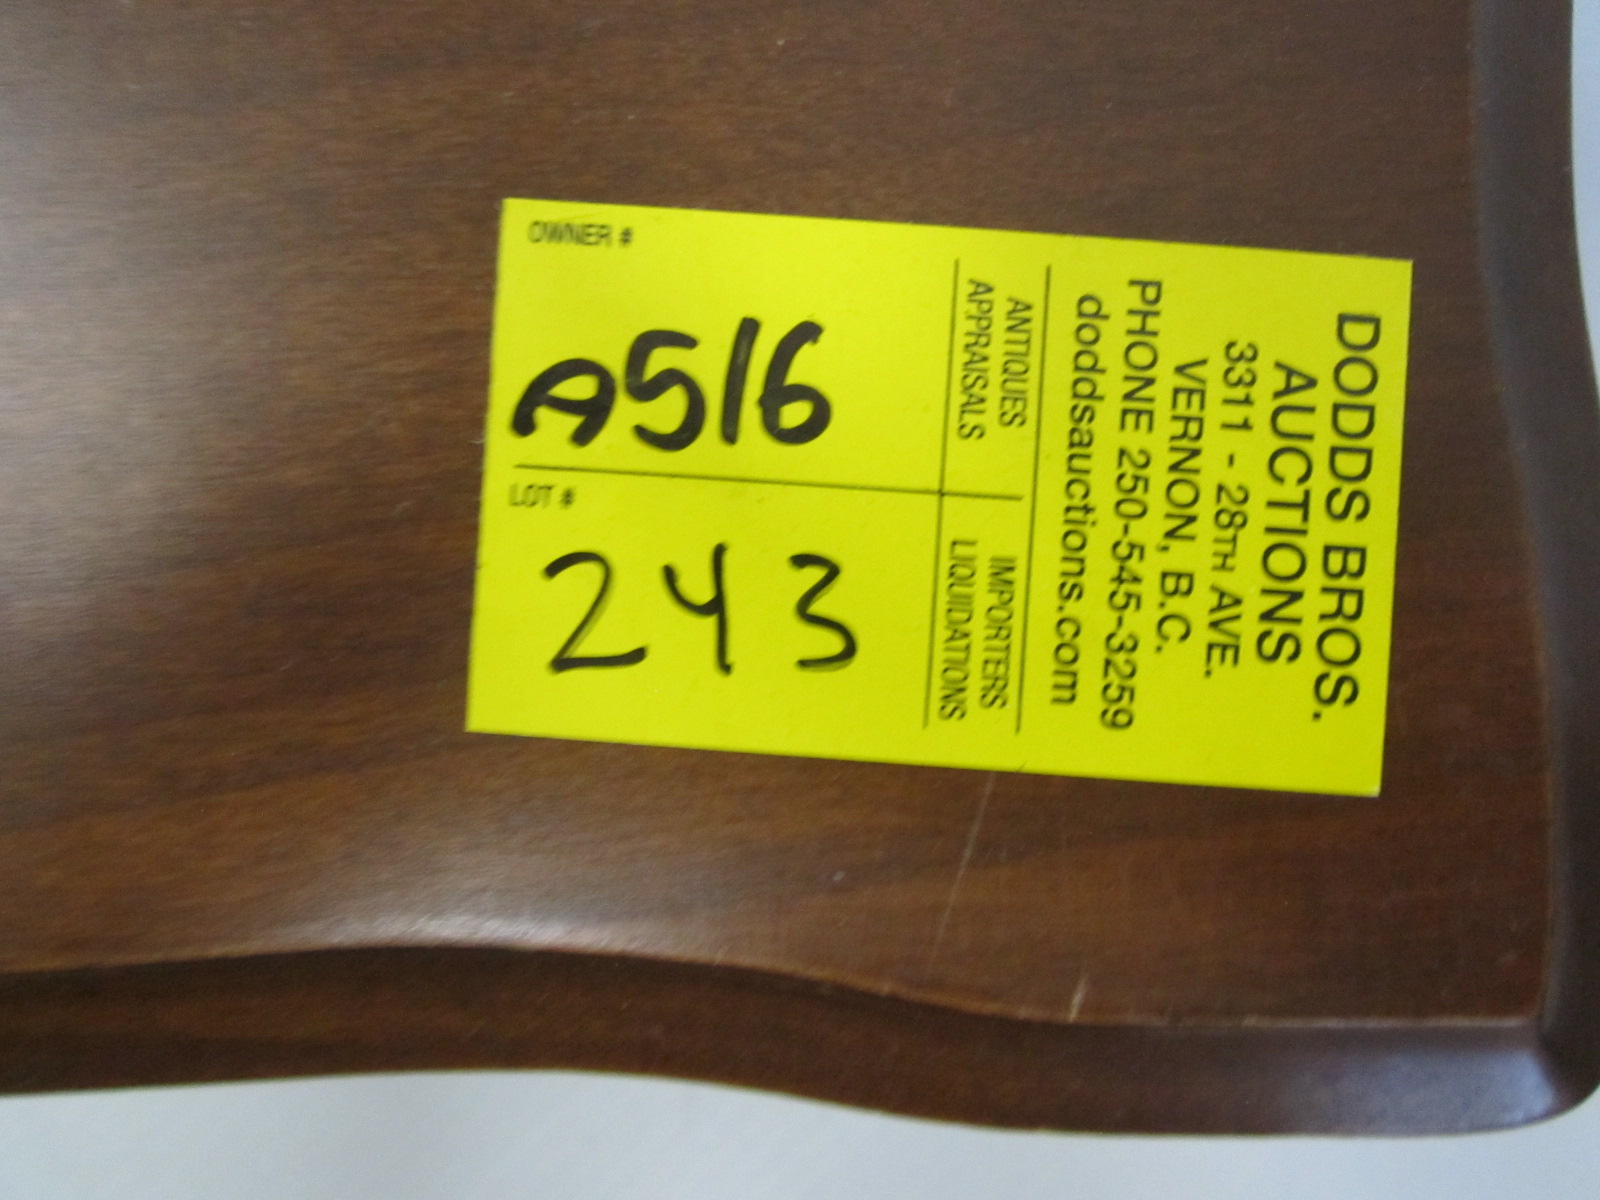 DODDS BROS.
AUCTIONS
3311 - 28TH AVE.
VERNON, B.C.
PHONE 250-545-3259
doddsauctions.com
ANTIQUES
APPRAISALS
IMPORTERS
LIQUIDATIONS
OWNER #
A516
LOT #
243